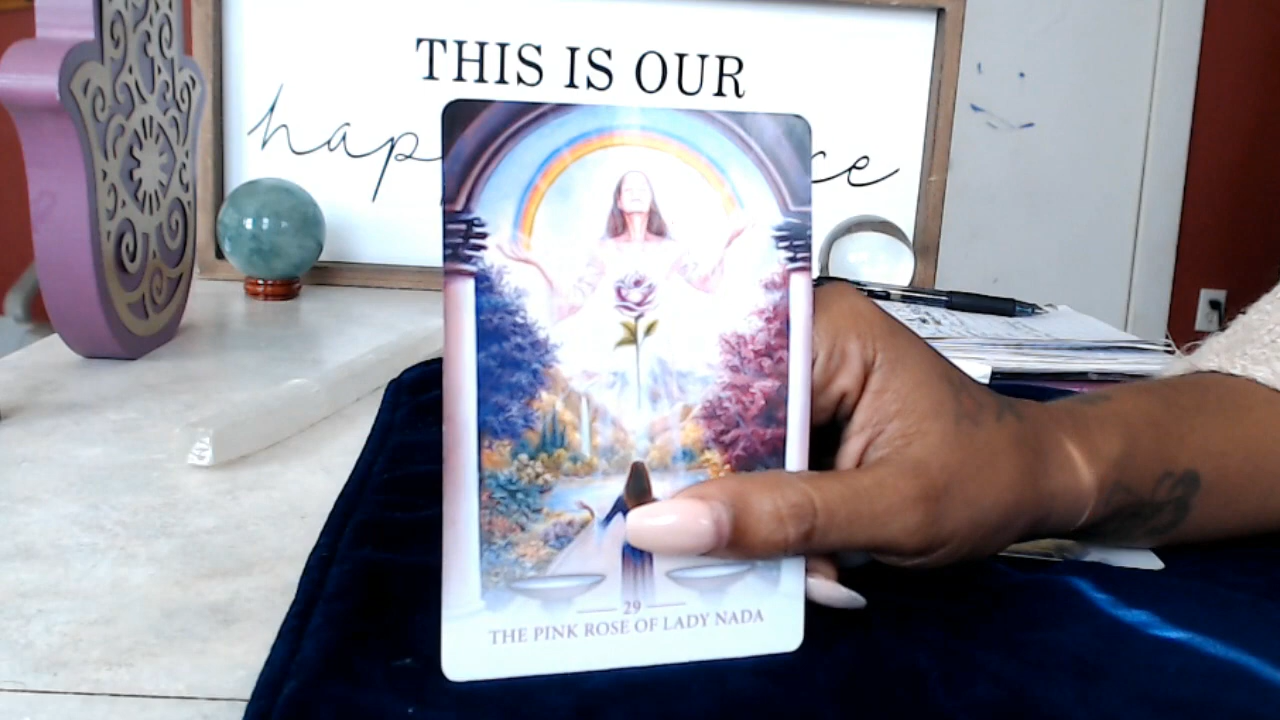 THIS IS OUR
29
THE PINK ROSE OF LADY NADA